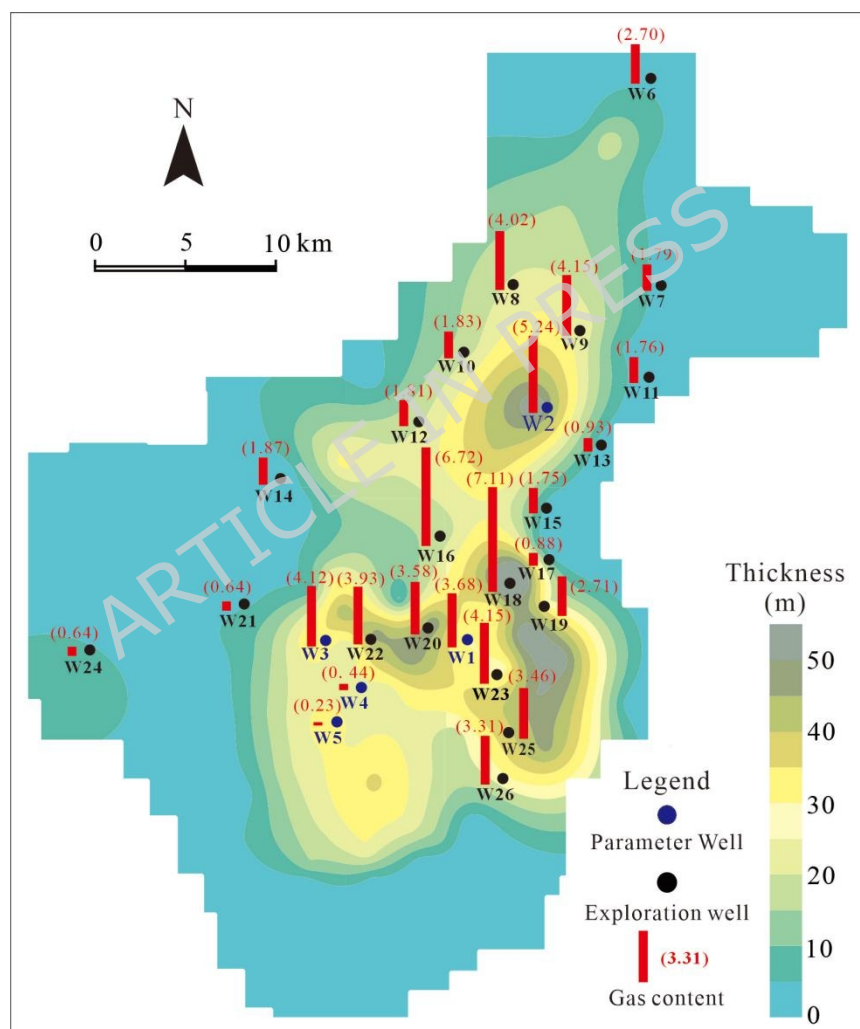 (2.70)
W6
N
0 5 10 km
(4.02)
W8
(4.15)
W9
(1.79)
W7
(5.24)
W2
(1.83)
W10
(1.76)
W11
(1.81)
W12
(0.93)
W13
(1.87)
W14
(6.72)
W16
(7.11)
W18
(1.75)
W15
(0.88)
W17
(2.71)
W19
(0.64)
W21
(0.64)
W24
(4.12)
W3
(3.93)
W22
(3.58)
W20
(3.68)
W1
(4.15)
W23
(0.44)
W4
(0.23)
W5
(3.46)
W25
(3.31)
W26
ARTICLE IN PRESS
Thickness
(m)
50
40
30
20
10
0
Legend
Parameter Well
Exploration well
(3.31)
Gas content